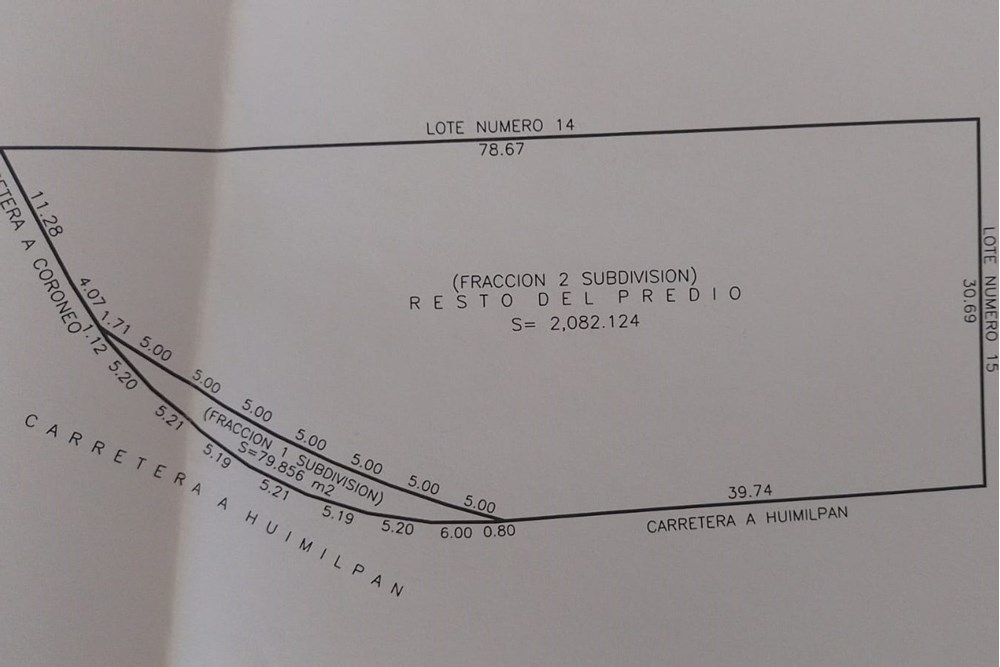 LOTE NUMERO 14
78.67
11.28
A CORONEO
4.07
1.71
1.12
5.00
5.00
5.00
5.00
5.00
5.00
5.00
5.20
5.21
5.19
5.21
5.19
5.20
6.00
0.80
(FRACCION 2 SUBDIVISION)
RESTO DEL PREDIO
S= 2,082.124
LOTE NUMERO 15
30.69
(FRACCION 1 SUBDIVISION)
S=79.856 m2
39.74
CARRETERA A HUIMILPAN
CARRETERA A HUIMILPAN